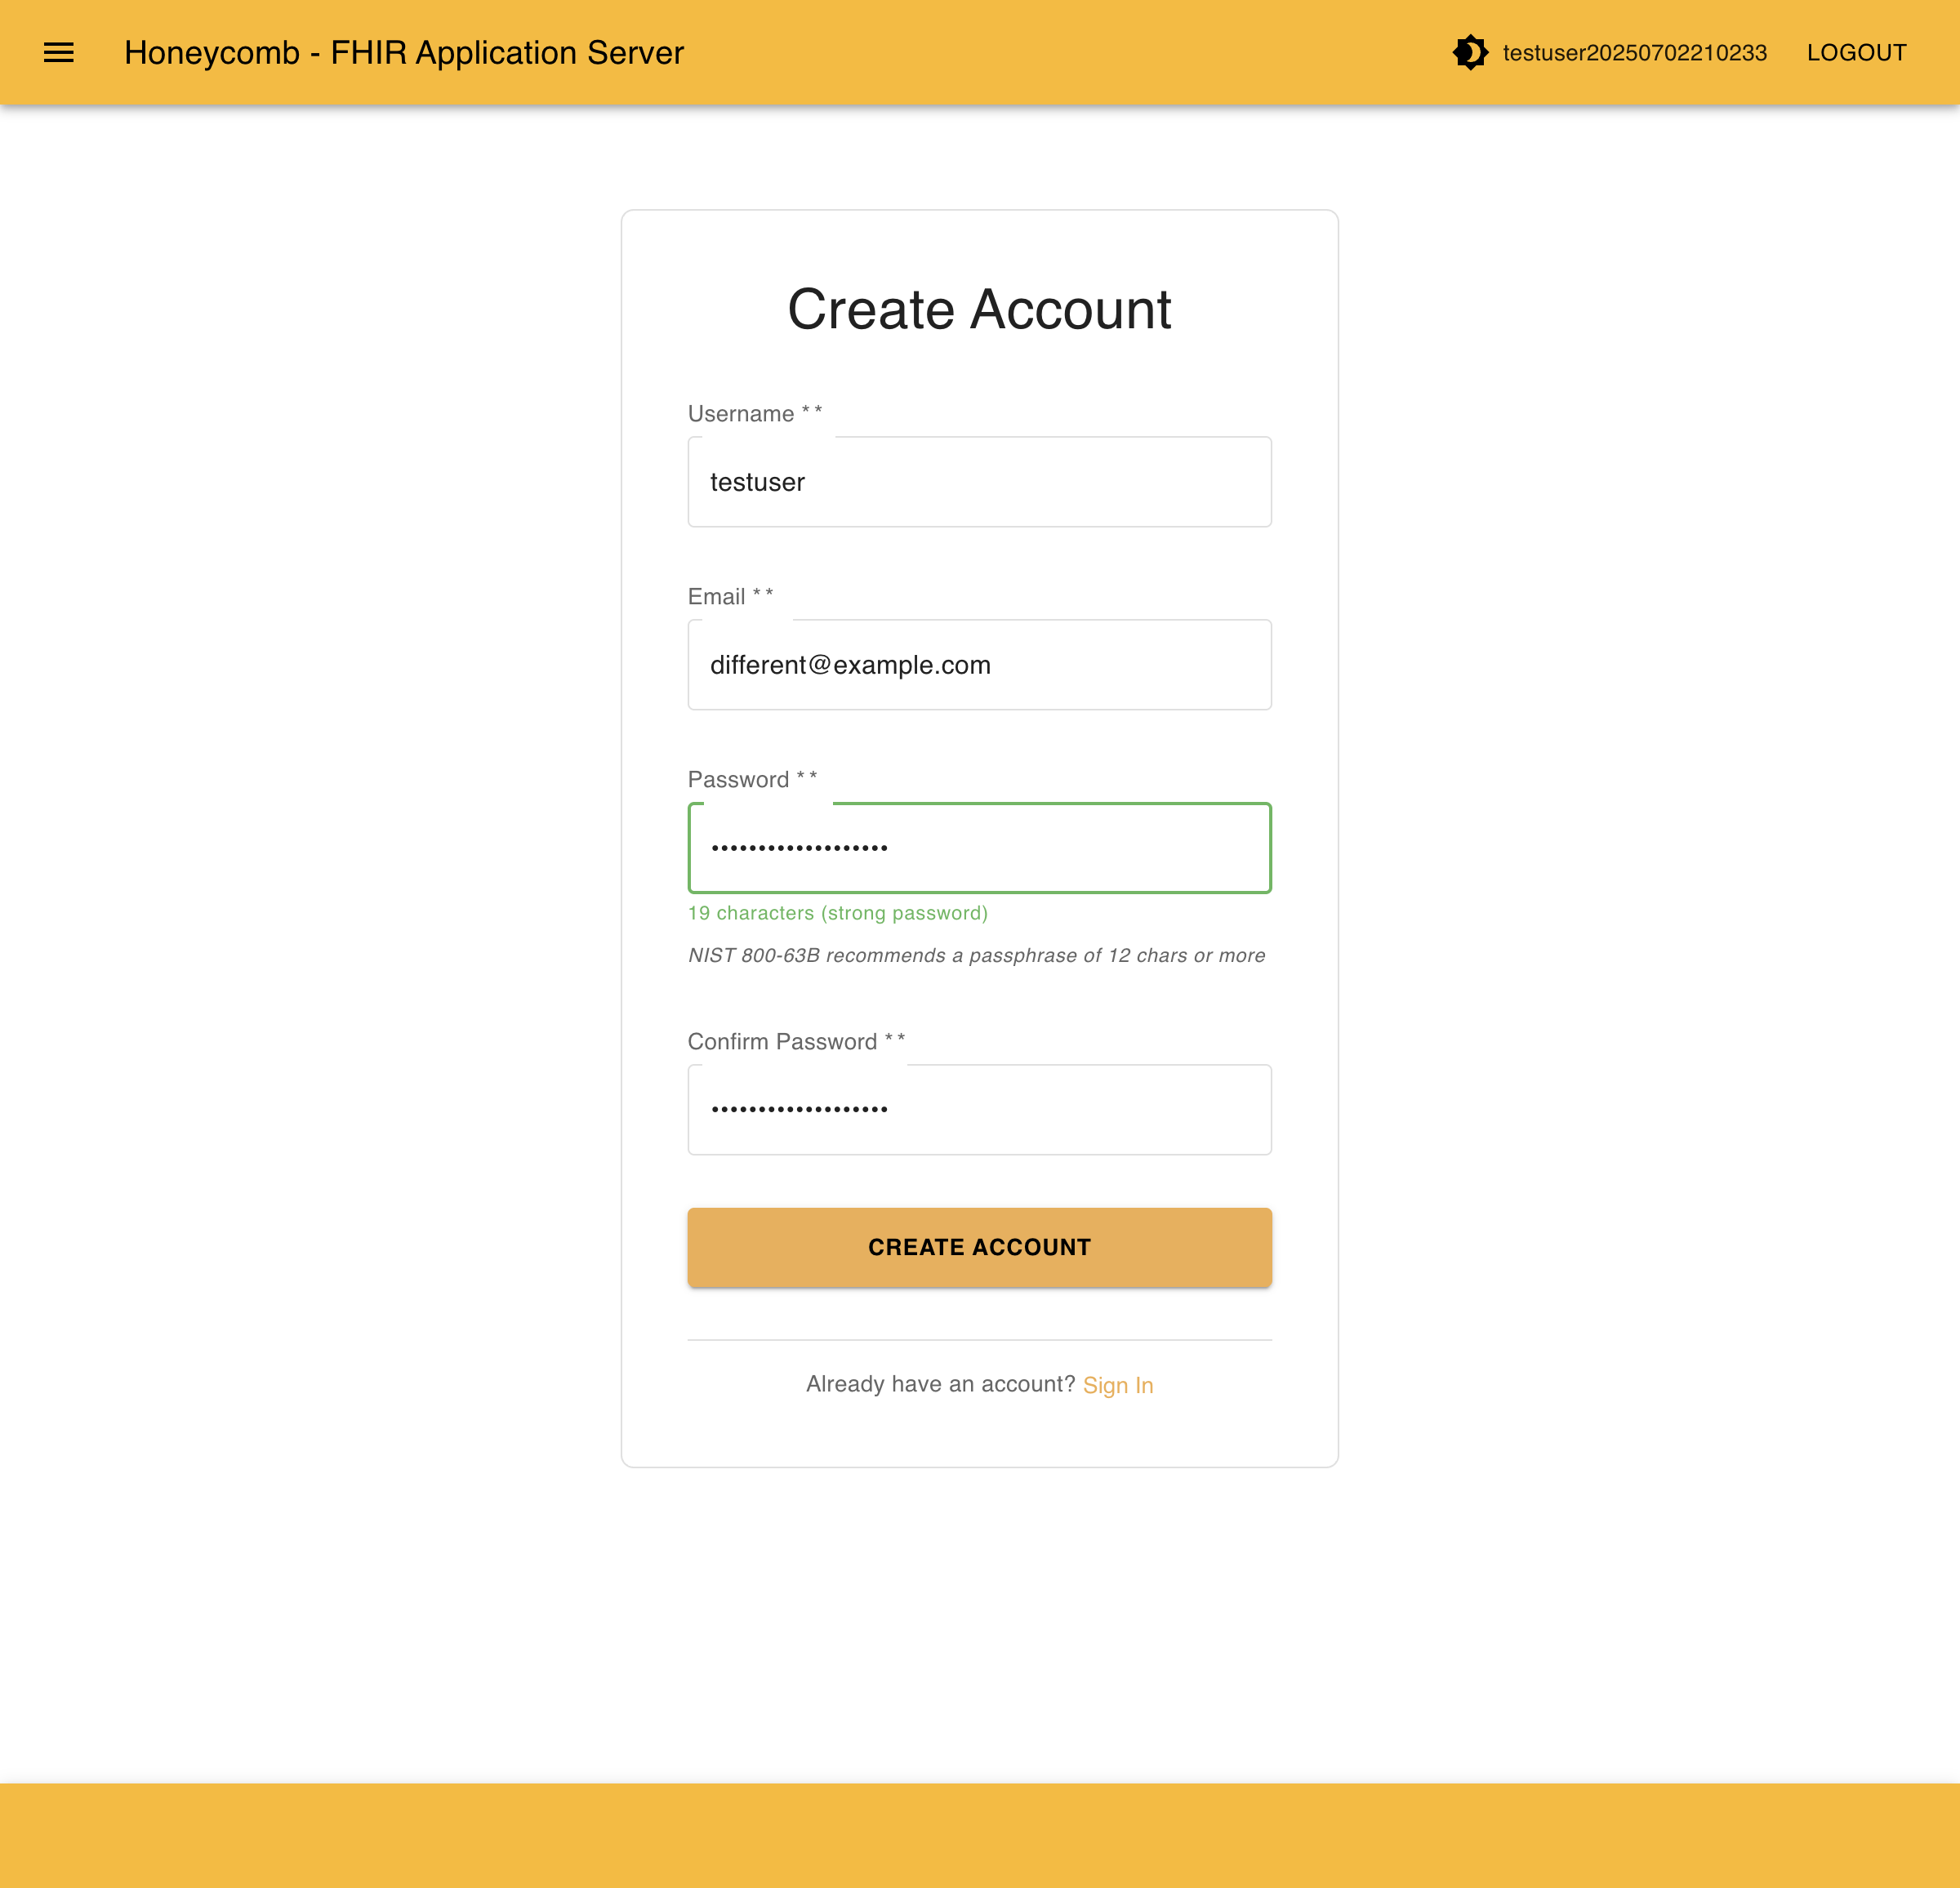 Honeycomb - FHIR Application Server
testuser20250702210233 LOGOUT
Create Account
Username * *
testuser
Email * *
different@example.com
Password * *
•••••••••••••••••••
19 characters (strong password)
NIST 800-63B recommends a passphrase of 12 chars or more
Confirm Password * *
•••••••••••••••••••
CREATE ACCOUNT
Already have an account? Sign In